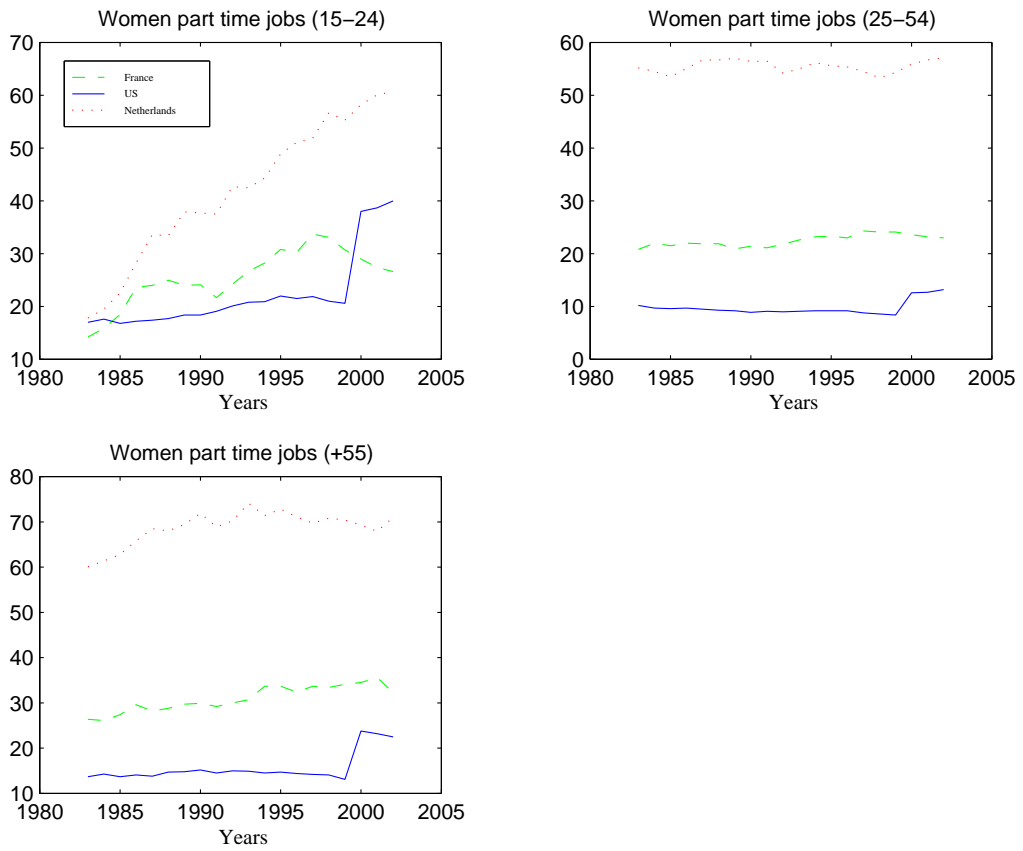 Women part time jobs (15−24)
70
60
50
40
30
20
10
France
US
Netherlands
1980 1985 1990 1995 2000 2005
Years
Women part time jobs (25−54)
60
50
40
30
20
10
0
1980 1985 1990 1995 2000 2005
Years
Women part time jobs (+55)
80
70
60
50
40
30
20
10
1980 1985 1990 1995 2000 2005
Years